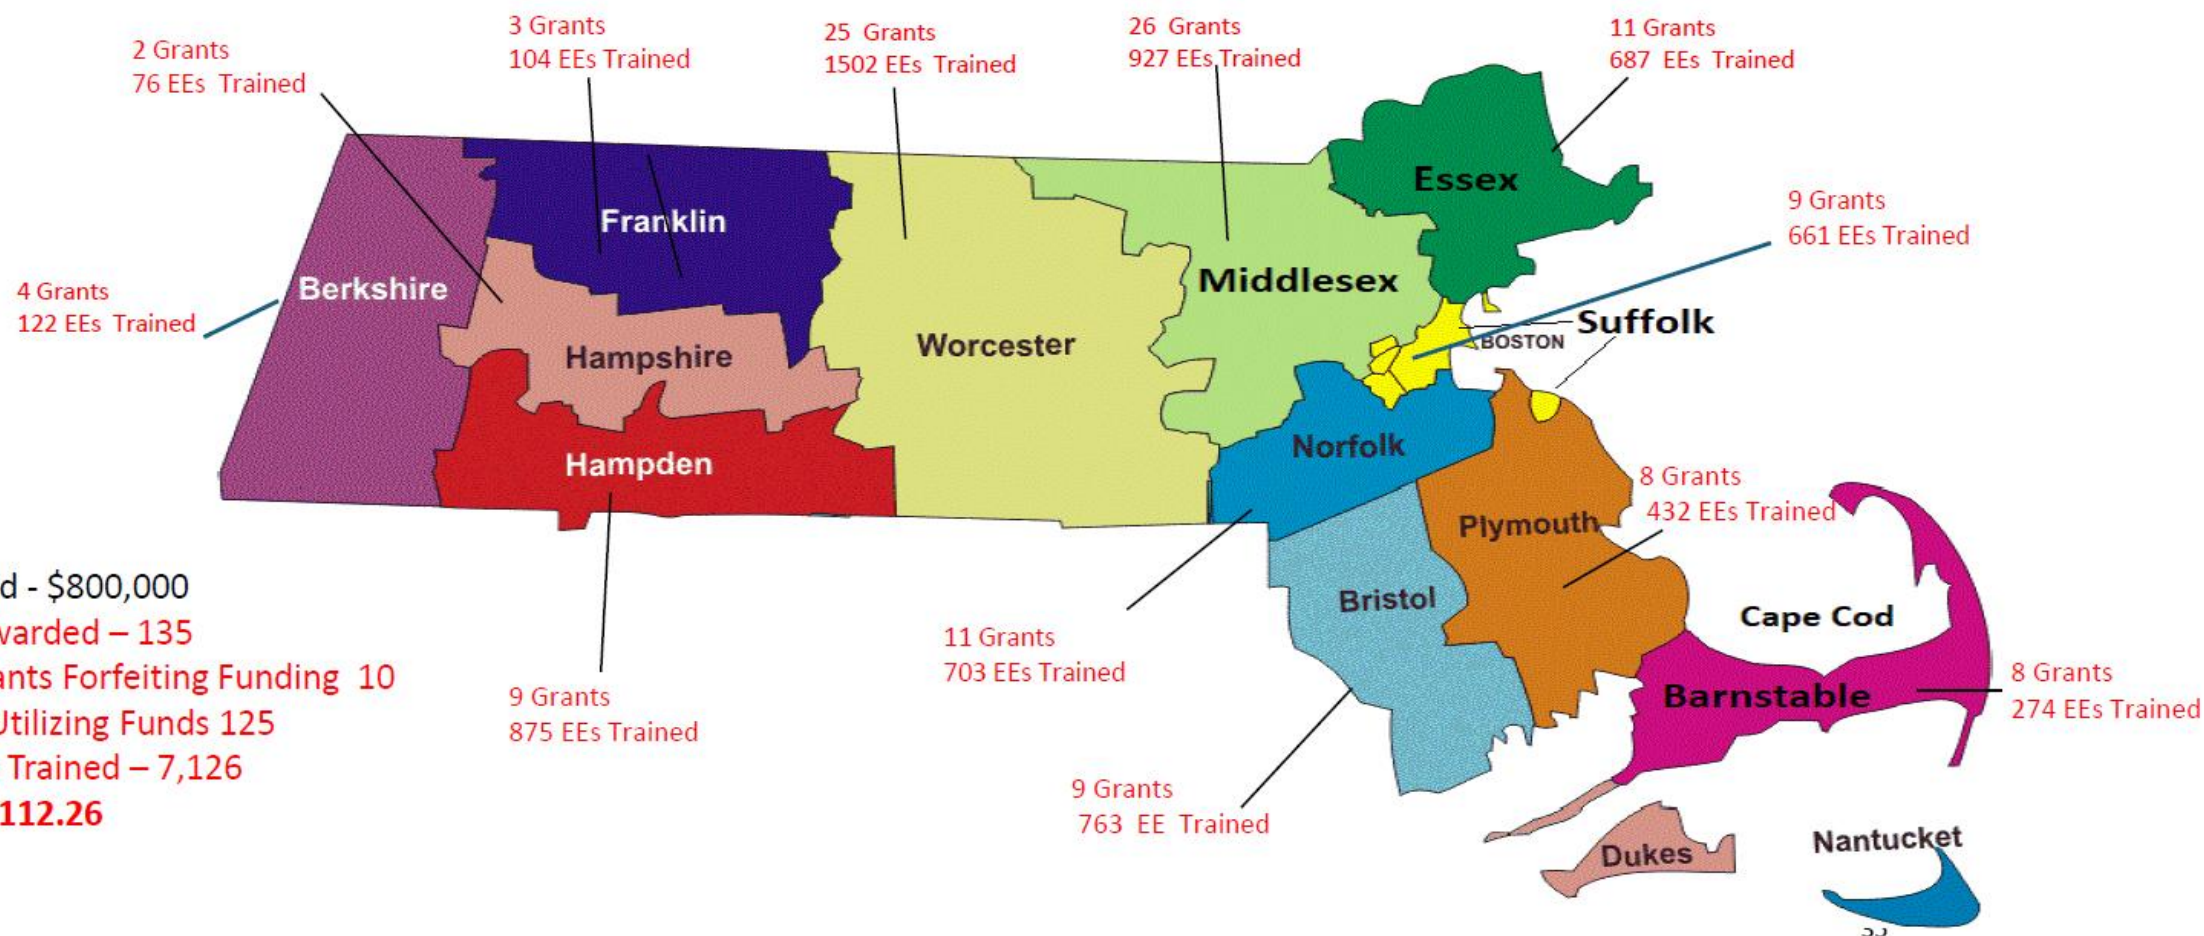 3 Grants
104 EEs Trained
25 Grants
1502 EEs Trained
26 Grants
927 EEs Trained
11 Grants
687 EEs Trained
2 Grants
76 EEs Trained
Essex
9 Grants
661 EEs Trained
Franklin
Berkshire
4 Grants
122 EEs Trained
Middlesex
Suffolk
BOSTON
Hampshire
Worcester
Hampden
Norfolk
8 Grants
432 EEs Trained
Plymouth
Bristol
Cape Cod
Barnstable
8 Grants
274 EEs Trained
d - $800,000
warded – 135
ants Forfeiting Funding 10
Utilizing Funds 125
Trained – 7,126
112.26
9 Grants
875 EEs Trained
11 Grants
703 EEs Trained
9 Grants
763 EE Trained
Dukes
Nantucket